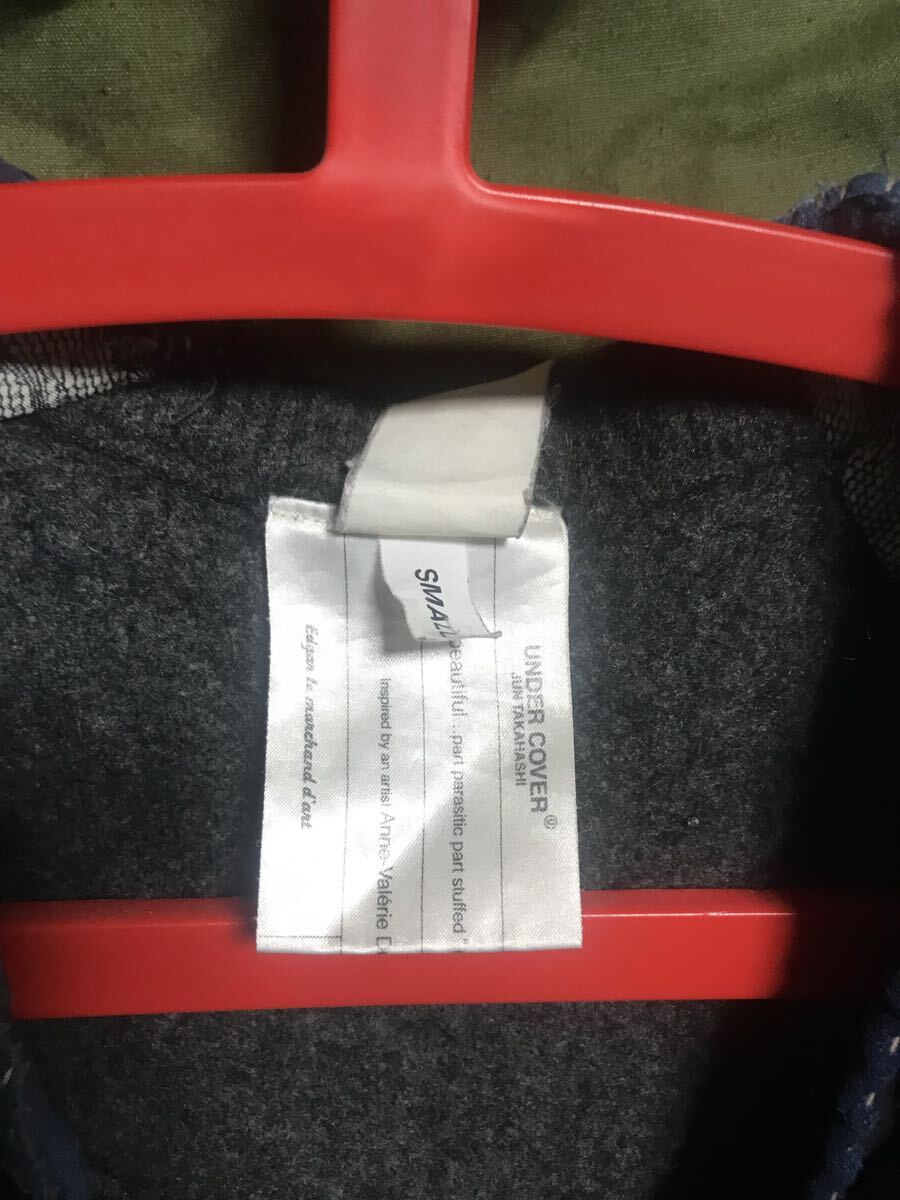 SMALL
UNDER COVER®
JUN TAKAHASHI
beautiful part parasitic part stuffed "
Inspired by an artist Anne-Valérie
Edgan le marchand d'art